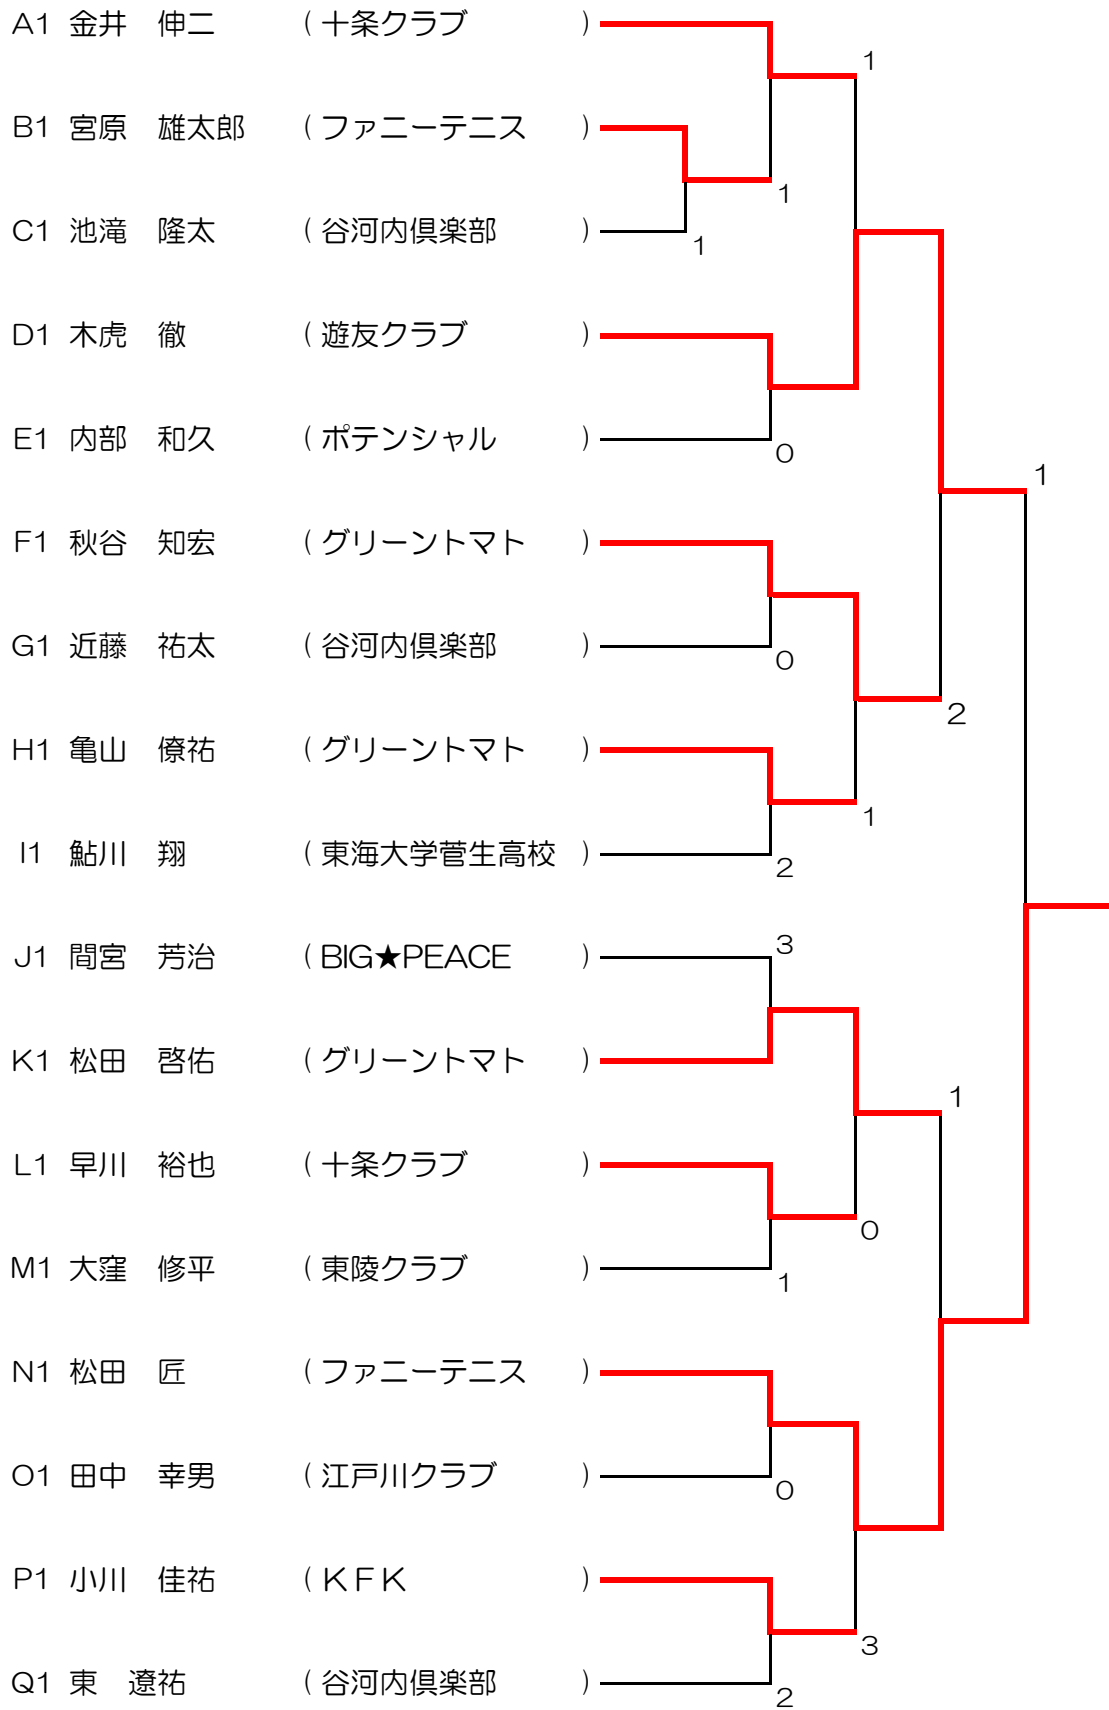 A1 金井 伸二 ( 十条クラブ )
1
B1 宮原 雄太郎 ( ファニーテニス )
1
C1 池滝 隆太 ( 谷河内倶楽部 )
1
D1 木虎 徹 ( 遊友クラブ )
E1 内部 和久 ( ポテンシャル )
0
1
F1 秋谷 知宏 ( グリーントマト )
G1 近藤 祐太 ( 谷河内倶楽部 )
0
2
H1 亀山 僚祐 ( グリーントマト )
1
I1 鮎川 翔 ( 東海大学菅生高校 )
2
J1 間宮 芳治 ( BIG★PEACE )
3
K1 松田 啓佑 ( グリーントマト )
1
L1 早川 裕也 ( 十条クラブ )
0
M1 大窪 修平 ( 東陵クラブ )
1
N1 松田 匠 ( ファニーテニス )
O1 田中 幸男 ( 江戸川クラブ )
0
P1 小川 佳祐 ( ＫＦＫ )
3
Q1 東 遼祐 ( 谷河内倶楽部 )
2